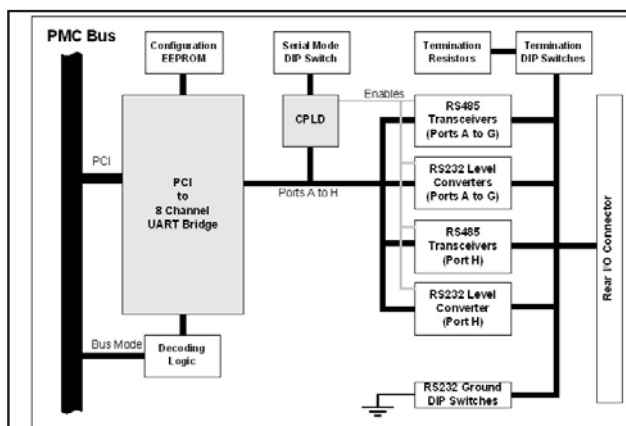 PMC Bus
Configuration
EEPROM
Serial Mode
DIP Switch
Termination
Resistors
Termination
DIP Switches
Enables
CPLD
RS485
Transceivers
(Ports A to G)
PCI
PCI
to
8 Channel
UART Bridge
Ports A to H
RS232 Level
Converters
(Ports A to G)
RS485
Transceivers
(Port H)
RS232 Level
Converter
(Port H)
Rear I/O Connector
Bus Mode
Decoding
Logic
RS232 Ground
DIP Switches